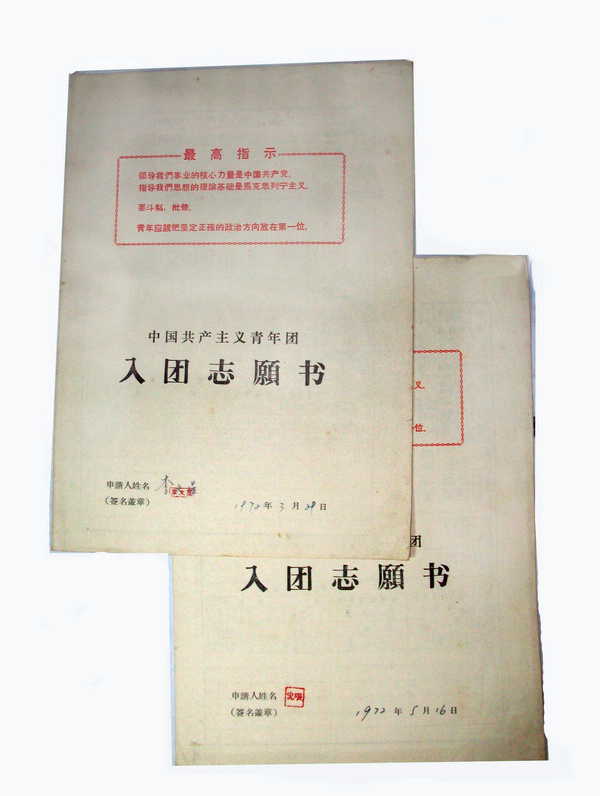 最高指示
領导我們事业的核心力量是中国共产党，
指导我們思想的理論基础是馬克思列宁主义。
要斗私，批修。
青年应該把坚定正确的政治方向放在第一位。
中国共产主义青年团
入团志願书
申請人姓名 李
（签名盖章）
1972年3月29日
义。
位。
团
入团志願书
申請人姓名
（签名盖章）
1972年5月16日